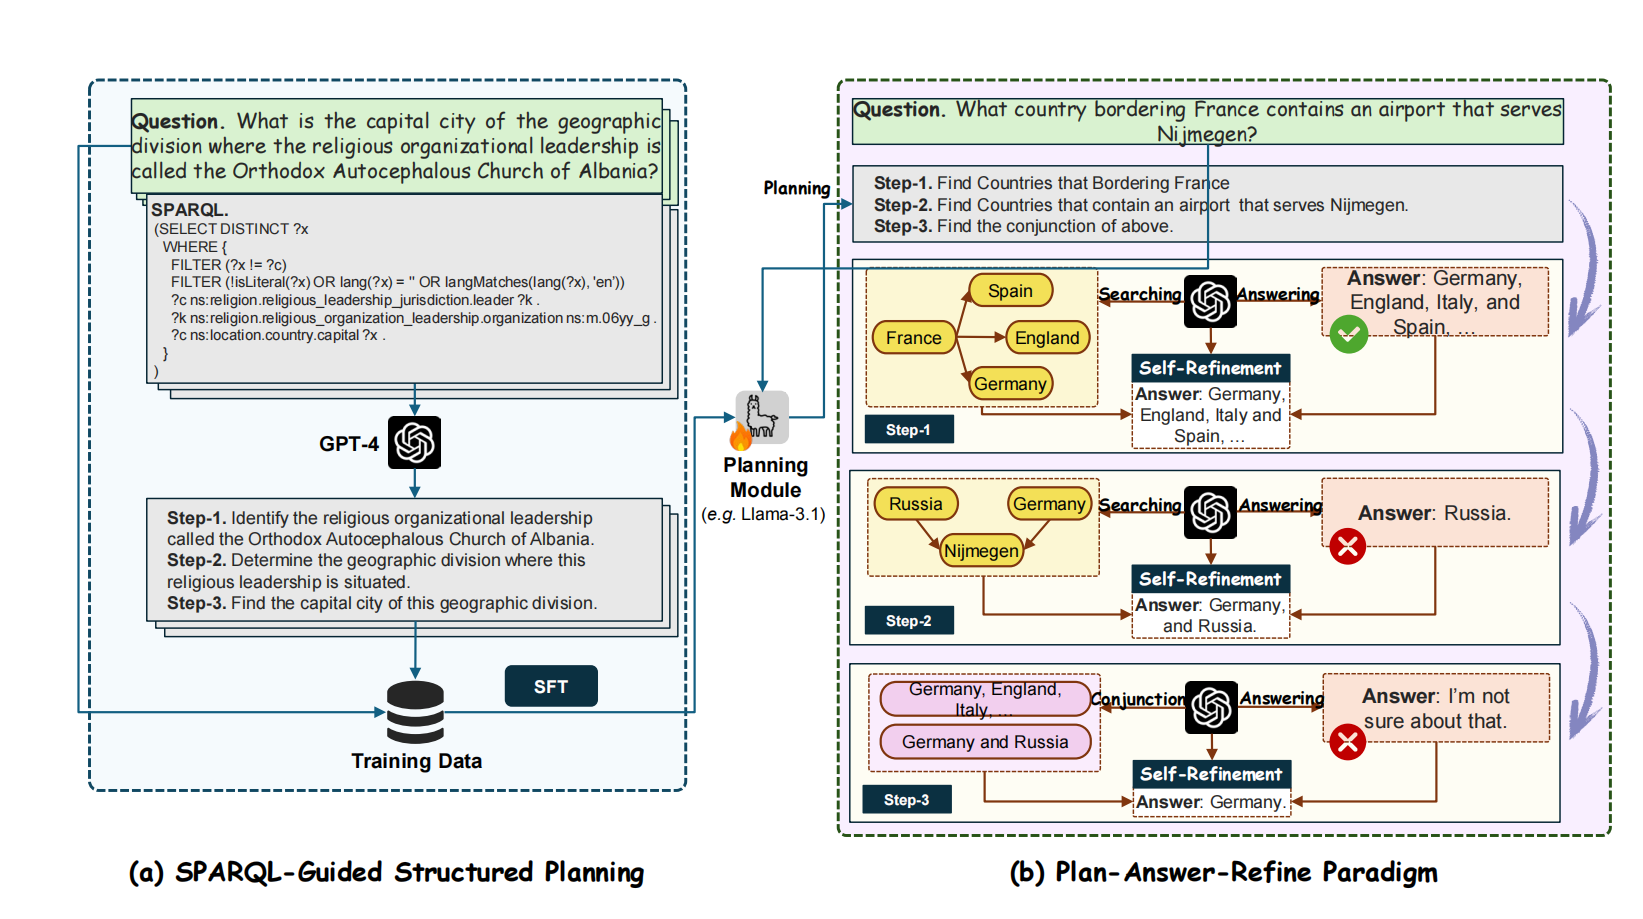 Question. What is the capital city of the geographic
division where the religious organizational leadership is
called the Orthodox Autocephalous Church of Albania?
SPARQL.
(SELECT DISTINCT ?x
WHERE {
FILTER (?x != ?c)
FILTER (!isLiteral(?x) OR lang(?x) = '' OR langMatches(lang(?x), 'en'))
?c ns:religion.religious_leadership_jurisdiction.leader ?k .
?k ns:religion.religious_organization_leadership.organization ns:m.06yy_g .
?c ns:location.country.capital ?x .
}
)
GPT-4
Step-1. Identify the religious organizational leadership
called the Orthodox Autocephalous Church of Albania.
Step-2. Determine the geographic division where this
religious leadership is situated.
Step-3. Find the capital city of this geographic division.
SFT
Training Data
(a) SPARQL-Guided Structured Planning
Planning
Planning
Module
(e.g. Llama-3.1)
Question. What country bordering France contains an airport that serves
Nijmegen?
Step-1. Find Countries that Bordering France
Step-2. Find Countries that contain an airport that serves Nijmegen.
Step-3. Find the conjunction of above.
France
Spain
England
Germany
Searching
Answering
Answer: Germany,
England, Italy, and
Spain, ...
Self-Refinement
Answer: Germany,
England, Italy and
Spain, ...
Step-1
Russia
Germany
Nijmegen
Searching
Answering
Answer: Russia.
Self-Refinement
Answer: Germany,
and Russia.
Step-2
Germany, England,
Italy, ...
Germany and Russia
Conjunction
Answering
Answer: I'm not
sure about that.
Self-Refinement
Answer: Germany.
Step-3
(b) Plan-Answer-Refine Paradigm